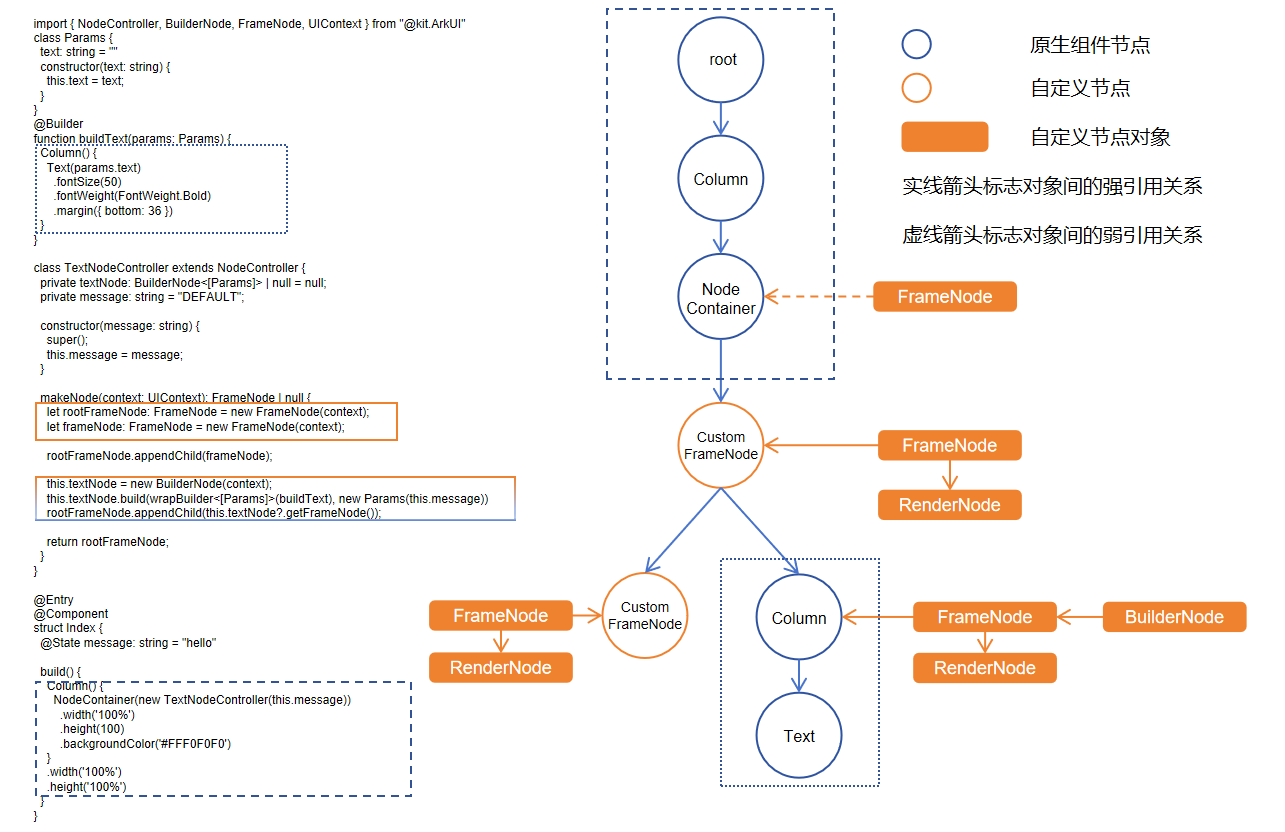 import { NodeController, BuilderNode, FrameNode, UIContext } from "@kit.ArkUI"
class Params {
  text: string = ""
  constructor(text: string) {
    this.text = text;
  }
}
@Builder
function buildText(params: Params) {
  Column() {
    Text(params.text)
      .fontSize(50)
      .fontWeight(FontWeight.Bold)
      .margin({ bottom: 36 })
  }
}
class TextNodeController extends NodeController {
  private textNode: BuilderNode<[Params]> | null = null;
  private message: string = "DEFAULT";
  constructor(message: string) {
    super();
    this.message = message;
  }
  makeNode(context: UIContext): FrameNode | null {
    let rootFrameNode: FrameNode = new FrameNode(context);
    let frameNode: FrameNode = new FrameNode(context);
    rootFrameNode.appendChild(frameNode);
    this.textNode = new BuilderNode(context);
    this.textNode.build(wrapBuilder<[Params]>(buildText), new Params(this.message))
    rootFrameNode.appendChild(this.textNode?.getFrameNode());
    return rootFrameNode;
  }
}
@Entry
@Component
struct Index {
  @State message: string = "hello"
  build() {
    Column() {
      NodeContainer(new TextNodeController(this.message))
        .width('100%')
        .height(100)
        .backgroundColor('#FFF0F0F0')
    }
    .width('100%')
    .height('100%')
  }
}
root
Column
Node
Container
FrameNode
Custom
FrameNode
FrameNode
RenderNode
FrameNode
RenderNode
Custom
FrameNode
Column
FrameNode
BuilderNode
RenderNode
Text
原生组件节点
自定义节点
自定义节点对象
实线箭头标志对象间的强引用关系
虚线箭头标志对象间的弱引用关系